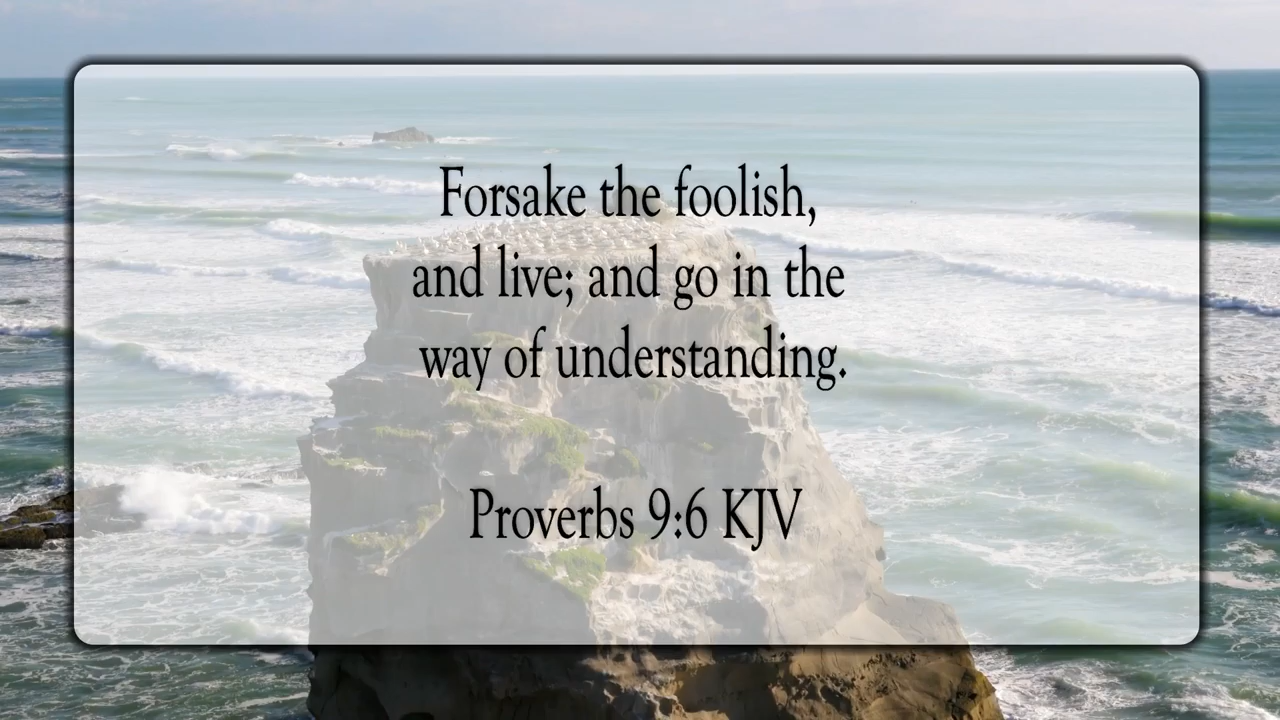 Forsake the foolish,
and live; and go in the
way of understanding.
Proverbs 9:6 KJV